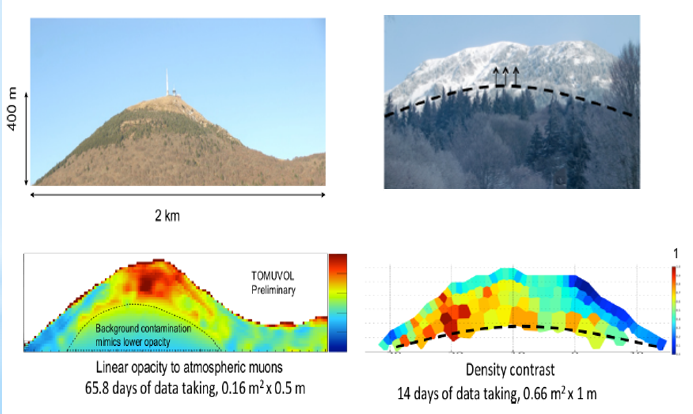 400 m
2 km
TOMUVOL
Preliminary
Background contamination
mimics lower opacity
Linear opacity to atmospheric muons
65.8 days of data taking, 0.16 m² x 0.5 m
1
Density contrast
14 days of data taking, 0.66 m² x 1 m